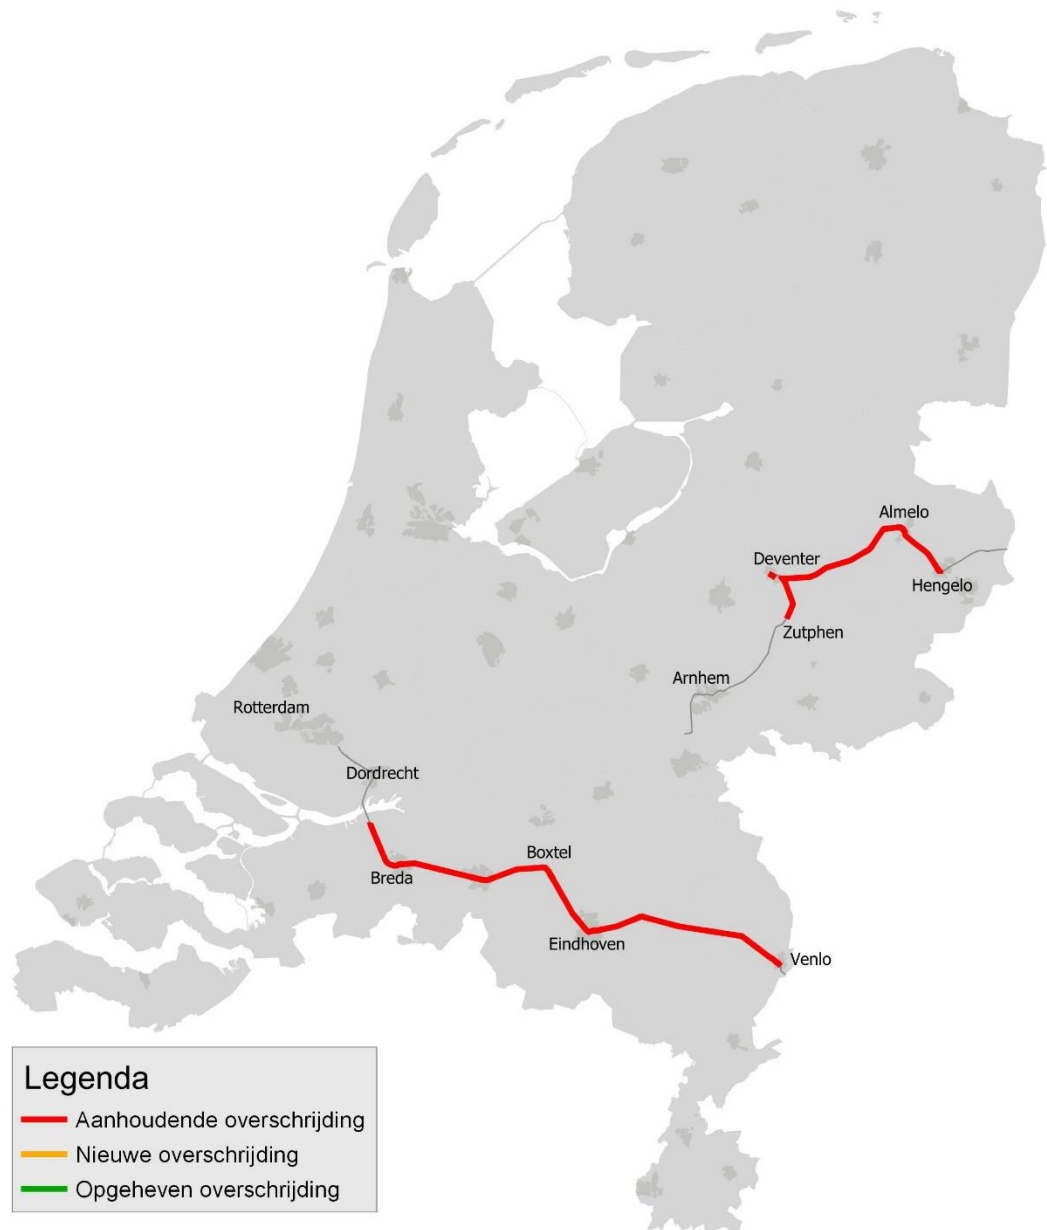 Almelo
Deventer
Hengelo
Zutphen
Arnhem
Rotterdam
Dordrecht
Boxtel
Breda
Eindhoven
Venlo
Legenda
Aanhoudende overschrijding
Nieuwe overschrijding
Opgeheven overschrijding